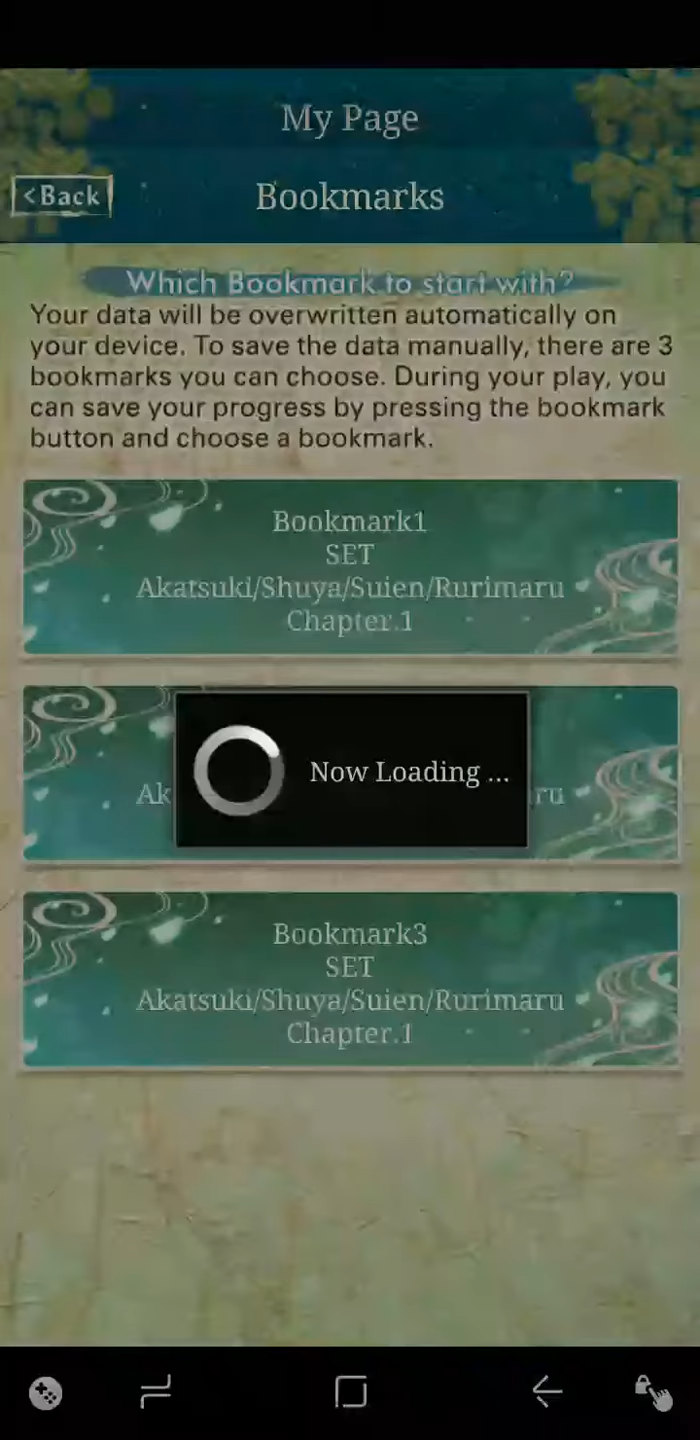 My Page
<Back
Bookmarks
Which Bookmark to start with?
Your data will be overwritten automatically on
your device. To save the data manually, there are 3
bookmarks you can choose. During your play, you
can save your progress by pressing the bookmark
button and choose a bookmark.
Bookmark1
SET
Akatsuki/Shuya/Suien/Rurimaru
Chapter.1
Now Loading ...
Ak
ru
Bookmark3
SET
Akatsuki/Shuya/Suien/Rurimaru
Chapter.1